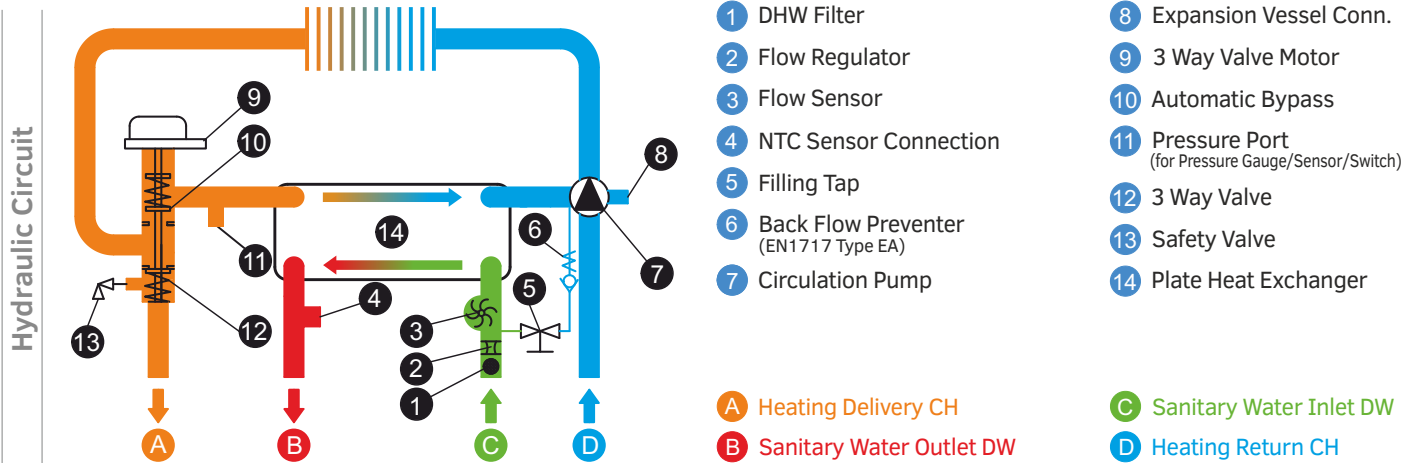 Hydraulic Circuit
9
10
8
14
6
11
7
4
5
3
12
13
2
1
A
B
C
D
1 DHW Filter
2 Flow Regulator
3 Flow Sensor
4 NTC Sensor Connection
5 Filling Tap
6 Back Flow Preventer
(EN1717 Type EA)
7 Circulation Pump
8 Expansion Vessel Conn.
9 3 Way Valve Motor
10 Automatic Bypass
11 Pressure Port
(for Pressure Gauge/Sensor/Switch)
12 3 Way Valve
13 Safety Valve
14 Plate Heat Exchanger
A Heating Delivery CH
B Sanitary Water Outlet DW
C Sanitary Water Inlet DW
D Heating Return CH